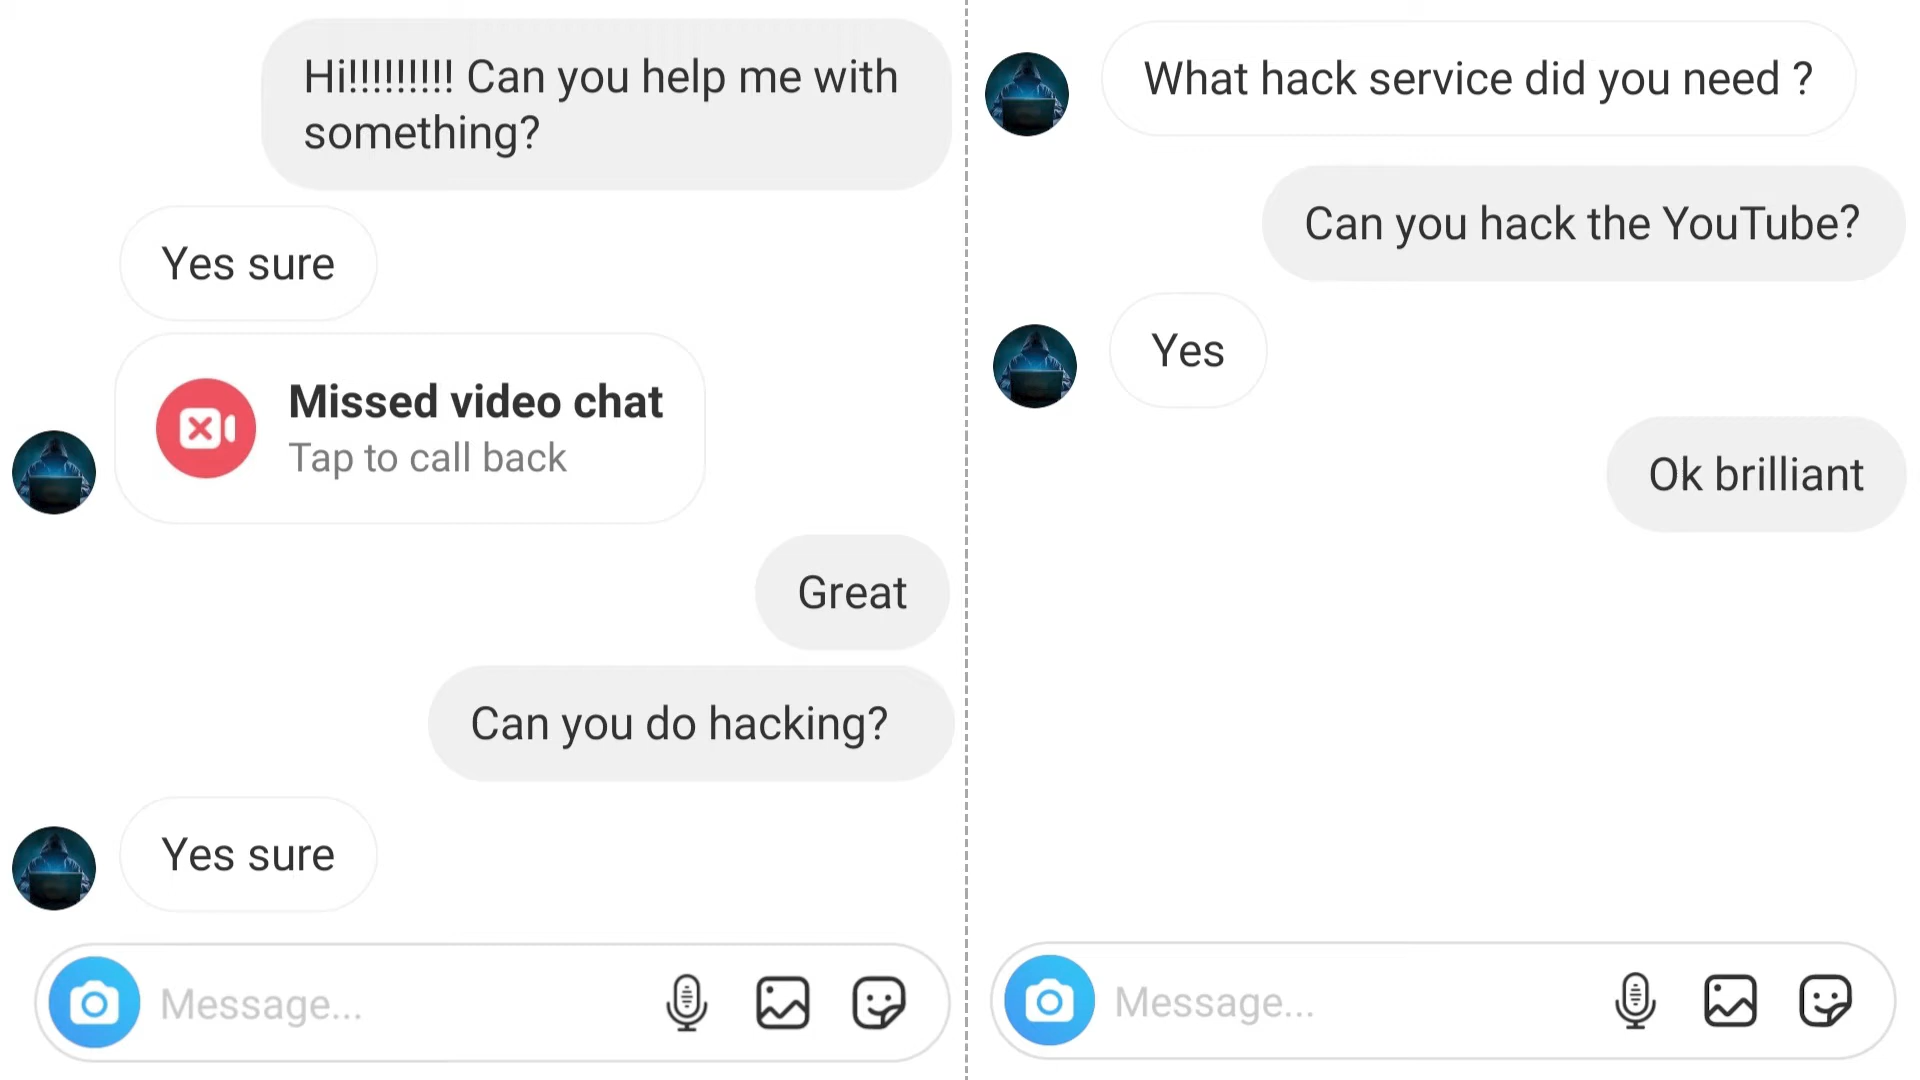 Hi!!!!!!!!! Can you help me with
something?
Yes sure
Missed video chat
Tap to call back
Great
Can you do hacking?
Yes sure
Message...
What hack service did you need ?
Can you hack the YouTube?
Yes
Ok brilliant
Message...